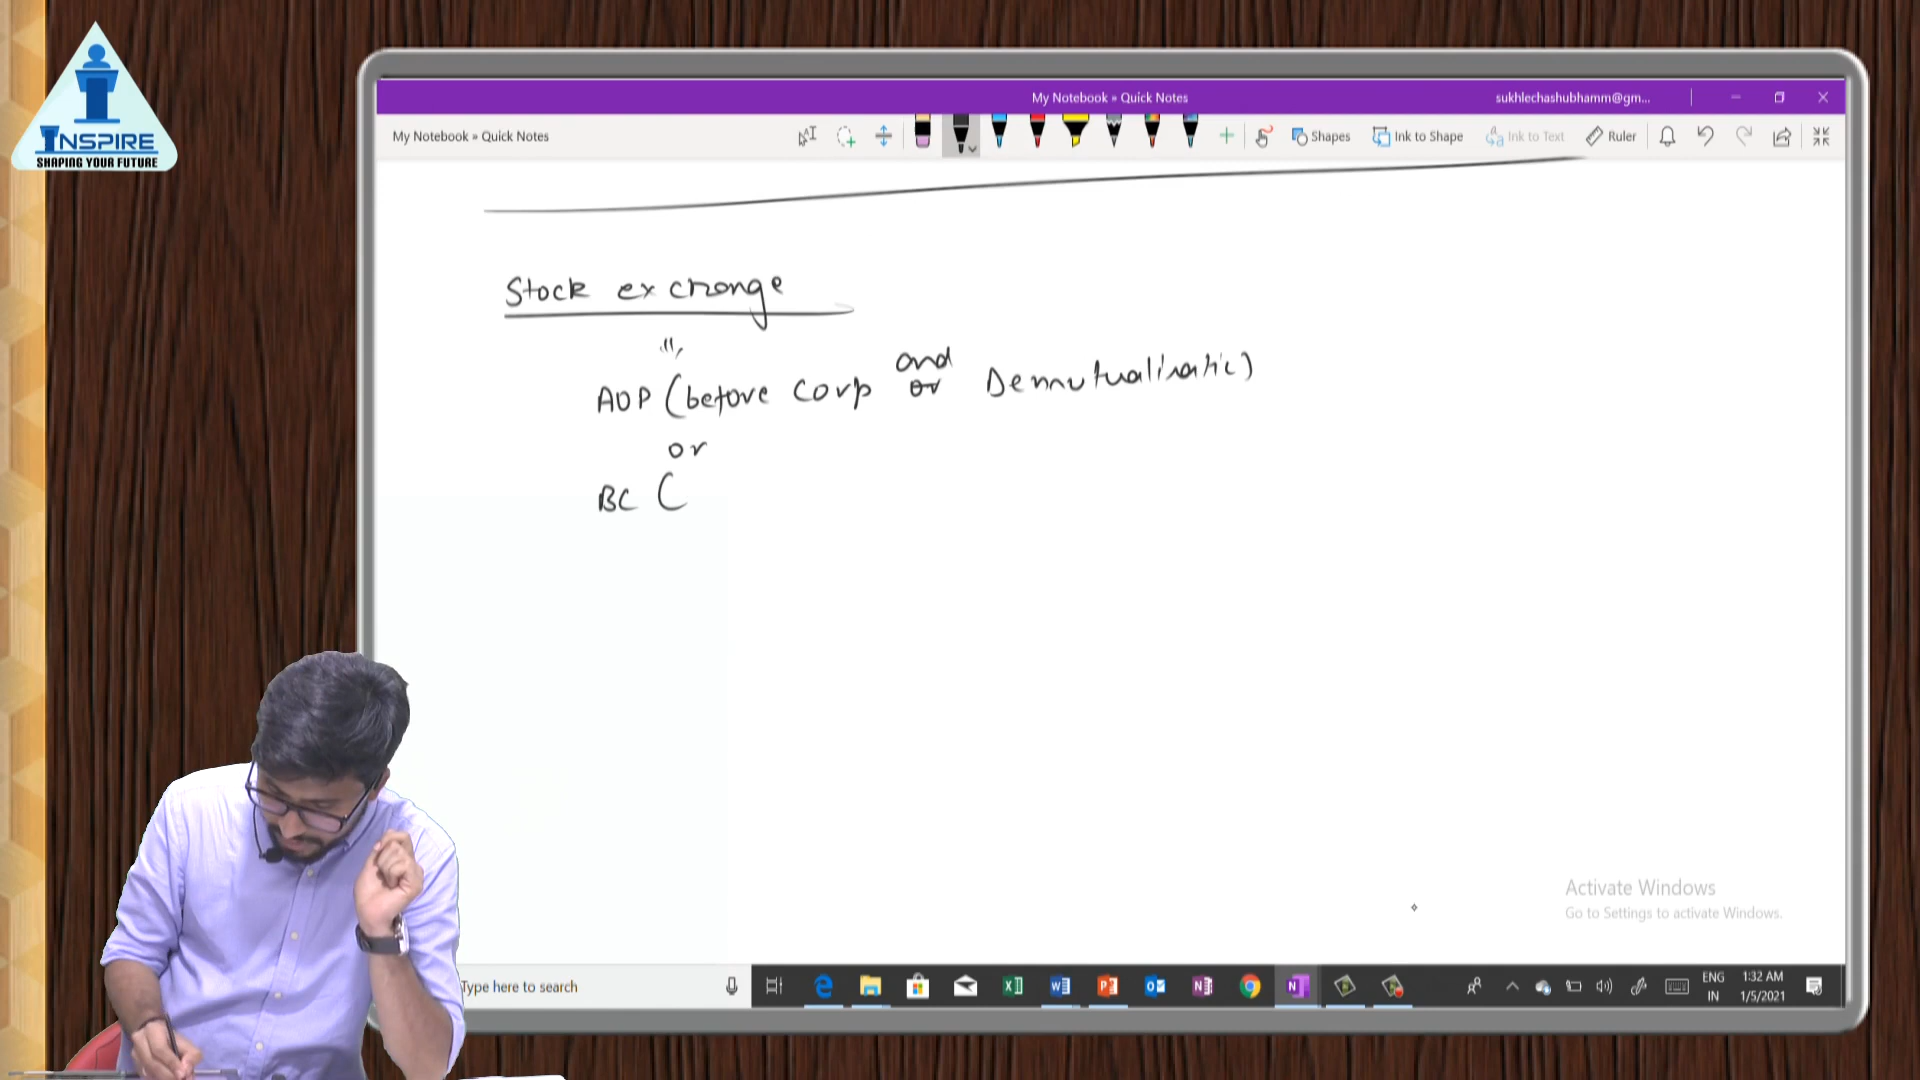 INSPIRE
SHAPING YOUR FUTURE
My Notebook » Quick Notes
sukhlechashubhamm@gm...
My Notebook » Quick Notes
Shapes
Ink to Shape
Ink to Text
Ruler
Stock exchange
and
AOP (before Corp or Demutualisatic)
or
BC (
Activate Windows
Go to Settings to activate Windows.
Type here to search
ENG
IN
1:32 AM
1/5/2021